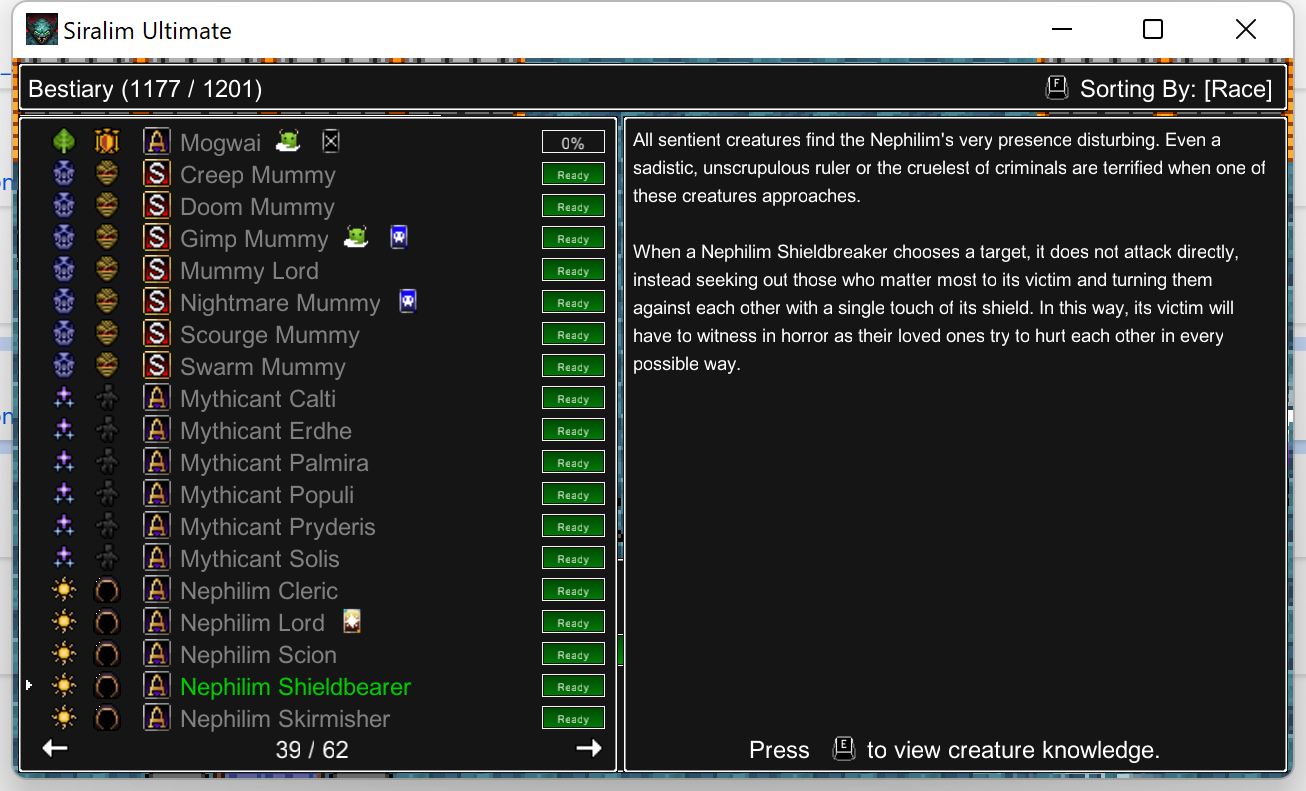 Siralim Ultimate
Bestiary (1177 / 1201)
F Sorting By: [Race]
A Mogwai 0%
S Creep Mummy Ready
S Doom Mummy Ready
S Gimp Mummy Ready
S Mummy Lord Ready
S Nightmare Mummy Ready
S Scourge Mummy Ready
S Swarm Mummy Ready
A Mythicant Calti Ready
A Mythicant Erdhe Ready
A Mythicant Palmira Ready
A Mythicant Populi Ready
A Mythicant Pryderis Ready
A Mythicant Solis Ready
A Nephilim Cleric Ready
A Nephilim Lord Ready
A Nephilim Scion Ready
A Nephilim Shieldbearer Ready
A Nephilim Skirmisher Ready
39 / 62
All sentient creatures find the Nephilim's very presence disturbing. Even a
sadistic, unscrupulous ruler or the cruelest of criminals are terrified when one of
these creatures approaches.
When a Nephilim Shieldbreaker chooses a target, it does not attack directly,
instead seeking out those who matter most to its victim and turning them
against each other with a single touch of its shield. In this way, its victim will
have to witness in horror as their loved ones try to hurt each other in every
possible way.
Press E to view creature knowledge.